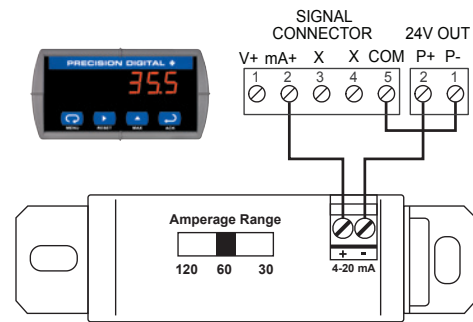 SIGNAL
CONNECTOR
24V OUT
V+ mA+ X X COM P+ P-
1 2 3 4 5 2 1
PRECISION DIGITAL
35.5
MENU RESET MAX ACK
Amperage Range
120 60 30
+ -
4-20 mA